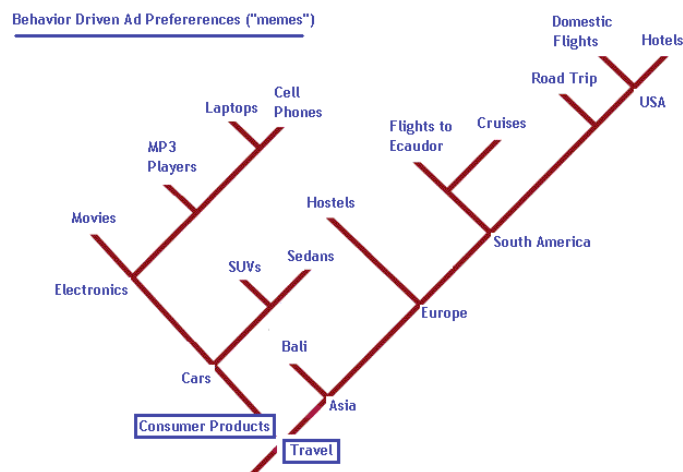 Behavior Driven Ad Prefererences ("memes")
Domestic
Flights
Hotels
Road Trip
USA
Cell
Phones
Laptops
Flights to
Ecaudor
Cruises
MP3
Players
Hostels
Movies
South America
Sedans
SUVs
Electronics
Europe
Bali
Cars
Asia
Consumer Products
Travel